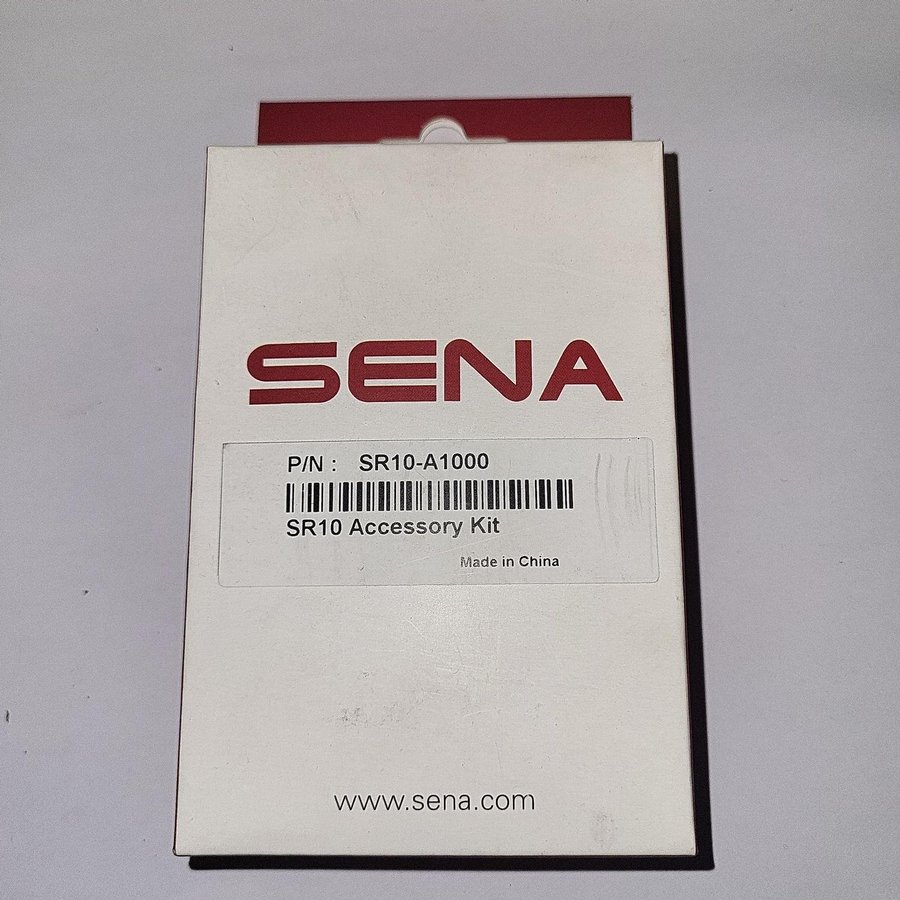 SENA
P/N : SR10-A1000
SR10 Accessory Kit
Made in China
www.sena.com